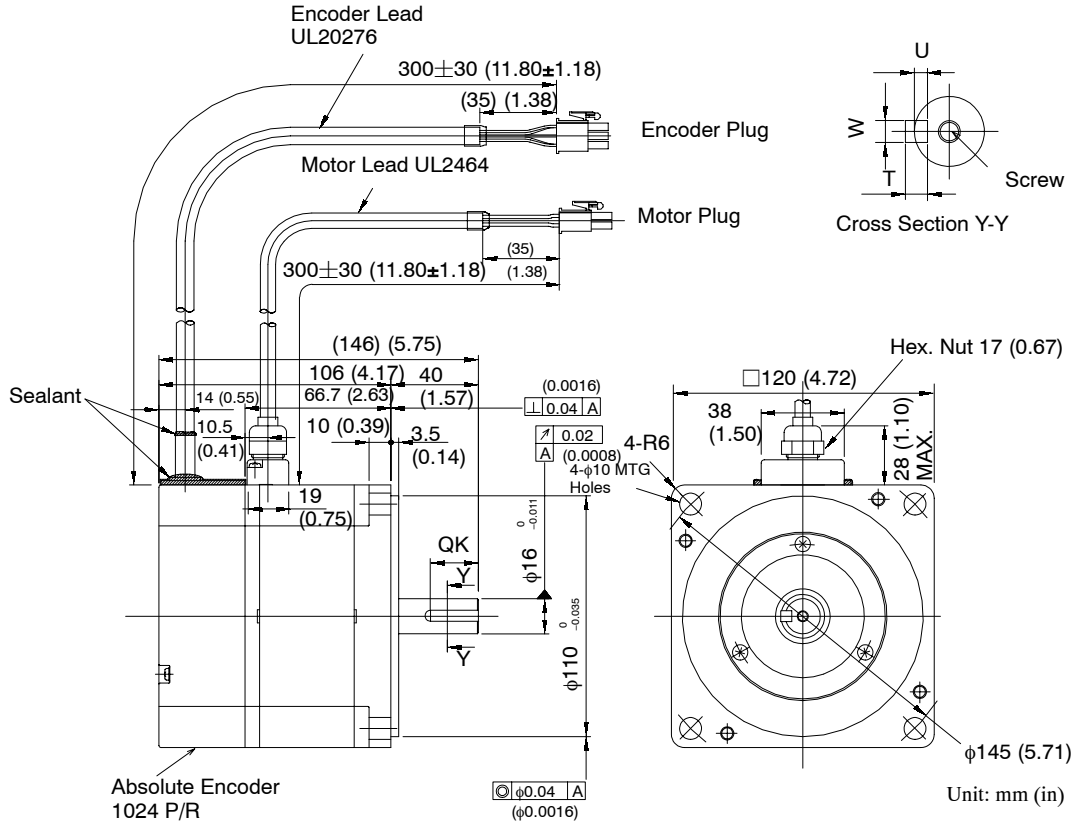 Encoder Lead
UL20276
300±30 (11.80±1.18)
(35) (1.38)
Encoder Plug
Motor Lead UL2464
Motor Plug
(35)
(1.38)
300±30 (11.80±1.18)
U
W
T
Screw
Cross Section Y-Y
(146) (5.75)
106 (4.17)
40
(1.57)
66.7 (2.63)
14 (0.55)
Sealant
10.5
(0.41)
10 (0.39)
3.5
(0.14)
19
(0.75)
(0.0016)
⊥ 0.04 A
↗ 0.02
A
(0.0008)
QK
Y
Y
ϕ16 0 −0.011
ϕ110 0 −0.035
◎ ϕ0.04 A
(ϕ0.0016)
Absolute Encoder
1024 P/R
Hex. Nut 17 (0.67)
□120 (4.72)
38
(1.50)
28 (1.10)
MAX.
4-R6
4-ϕ10 MTG
Holes
ϕ145 (5.71)
Unit: mm (in)